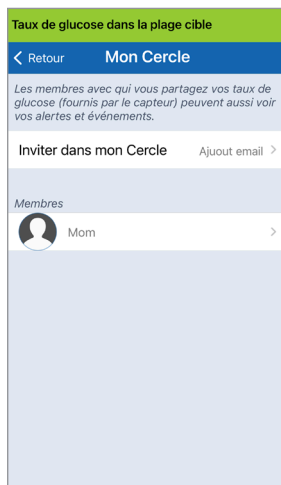 Taux de glucose dans la plage cible
Retour
Mon Cercle
Les membres avec qui vous partagez vos taux de
glucose (fournis par le capteur) peuvent aussi voir
vos alertes et événements.
Inviter dans mon Cercle
Ajuout email
Membres
Mom